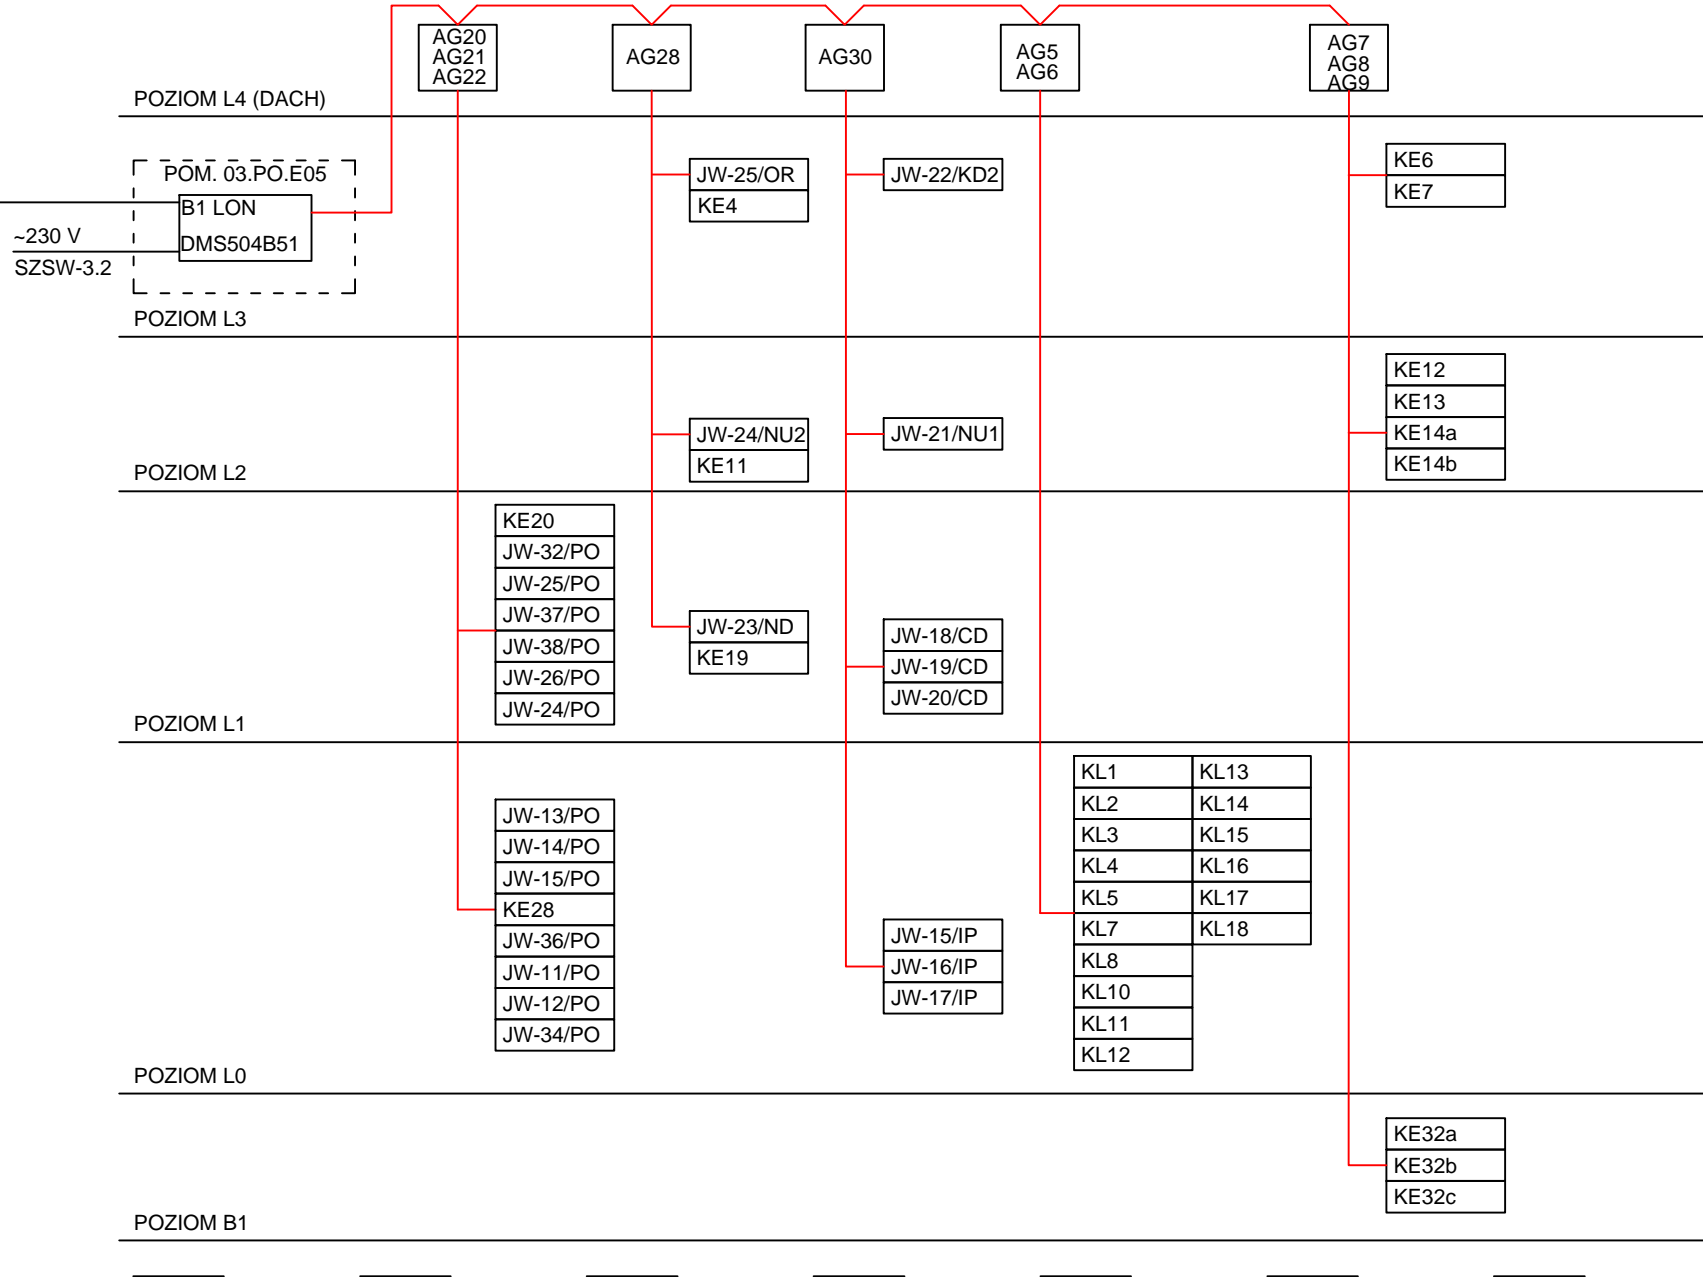 AG20
AG21
AG22
AG28
AG30
AG5
AG6
AG7
AG8
AG9
POZIOM L4 (DACH)
POM. 03.PO.E05
B1 LON
DMS504B51
~230 V
SZSW-3.2
JW-25/OR
KE4
JW-22/KD2
KE6
KE7
POZIOM L3
JW-24/NU2
KE11
JW-21/NU1
KE12
KE13
KE14a
KE14b
POZIOM L2
KE20
JW-32/PO
JW-25/PO
JW-37/PO
JW-38/PO
JW-26/PO
JW-24/PO
JW-23/ND
KE19
JW-18/CD
JW-19/CD
JW-20/CD
POZIOM L1
JW-13/PO
JW-14/PO
JW-15/PO
KE28
JW-36/PO
JW-11/PO
JW-12/PO
JW-34/PO
JW-15/IP
JW-16/IP
JW-17/IP
KL1 KL13
KL2 KL14
KL3 KL15
KL4 KL16
KL5 KL17
KL7 KL18
KL8
KL10
KL11
KL12
POZIOM L0
KE32a
KE32b
KE32c
POZIOM B1